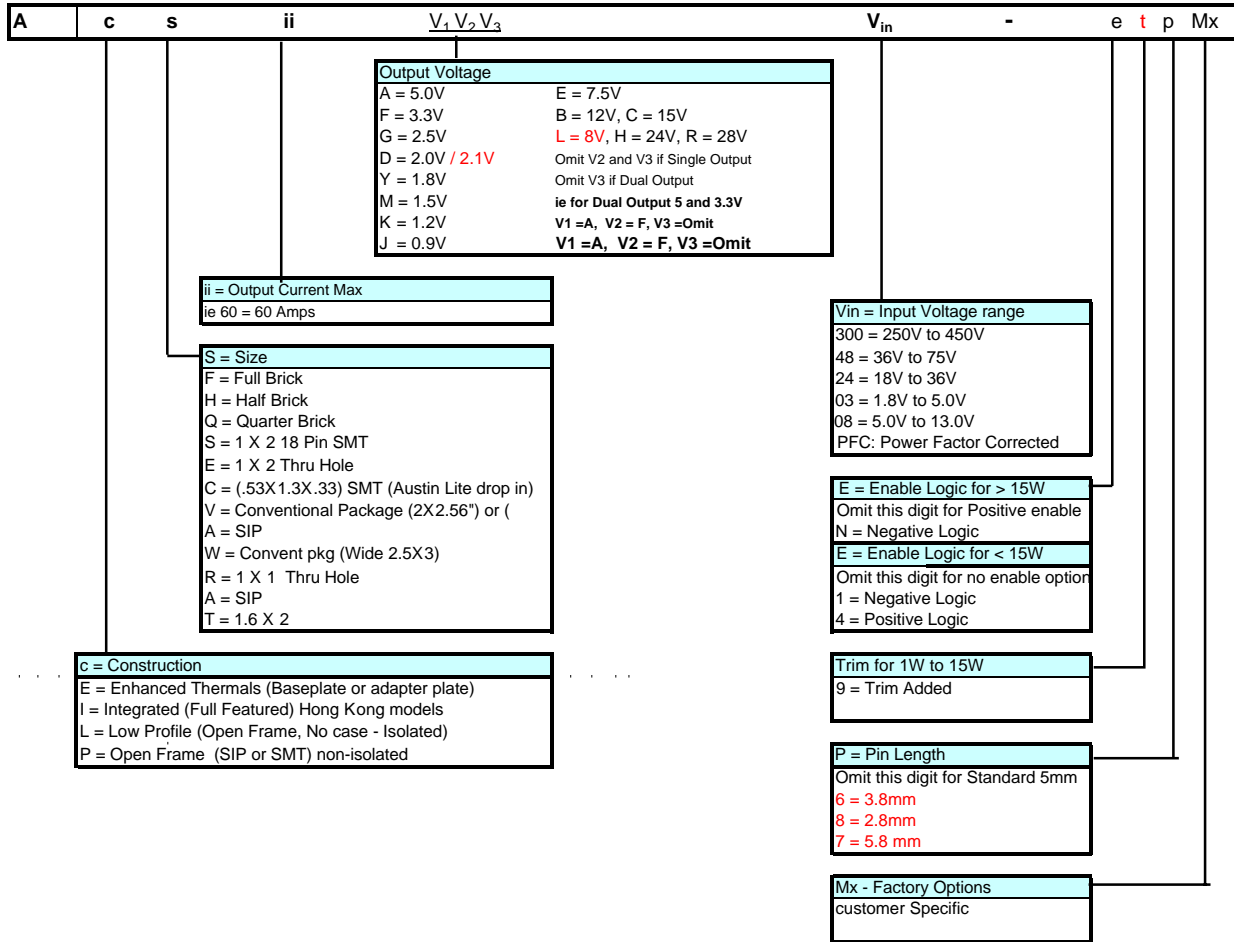 A c s ii V1 V2 V3 Vin - e t p Mx
Output Voltage
A = 5.0V E = 7.5V
F = 3.3V B = 12V, C = 15V
G = 2.5V L = 8V, H = 24V, R = 28V
D = 2.0V / 2.1V Omit V2 and V3 if Single Output
Y = 1.8V Omit V3 if Dual Output
M = 1.5V ie for Dual Output 5 and 3.3V
K = 1.2V V1 =A, V2 = F, V3 =Omit
J = 0.9V V1 =A, V2 = F, V3 =Omit
ii = Output Current Max
ie 60 = 60 Amps
S = Size
F = Full Brick
H = Half Brick
Q = Quarter Brick
S = 1 X 2 18 Pin SMT
E = 1 X 2 Thru Hole
C = (.53X1.3X.33) SMT (Austin Lite drop in)
V = Conventional Package (2X2.56") or (
A = SIP
W = Convent pkg (Wide 2.5X3)
R = 1 X 1 Thru Hole
A = SIP
T = 1.6 X 2
c = Construction
E = Enhanced Thermals (Baseplate or adapter plate)
I = Integrated (Full Featured) Hong Kong models
L = Low Profile (Open Frame, No case - Isolated)
P = Open Frame (SIP or SMT) non-isolated
Vin = Input Voltage range
300 = 250V to 450V
48 = 36V to 75V
24 = 18V to 36V
03 = 1.8V to 5.0V
08 = 5.0V to 13.0V
PFC: Power Factor Corrected
E = Enable Logic for > 15W
Omit this digit for Positive enable
N = Negative Logic
E = Enable Logic for < 15W
Omit this digit for no enable option
1 = Negative Logic
4 = Positive Logic
Trim for 1W to 15W
9 = Trim Added
P = Pin Length
Omit this digit for Standard 5mm
6 = 3.8mm
8 = 2.8mm
7 = 5.8 mm
Mx - Factory Options
customer Specific